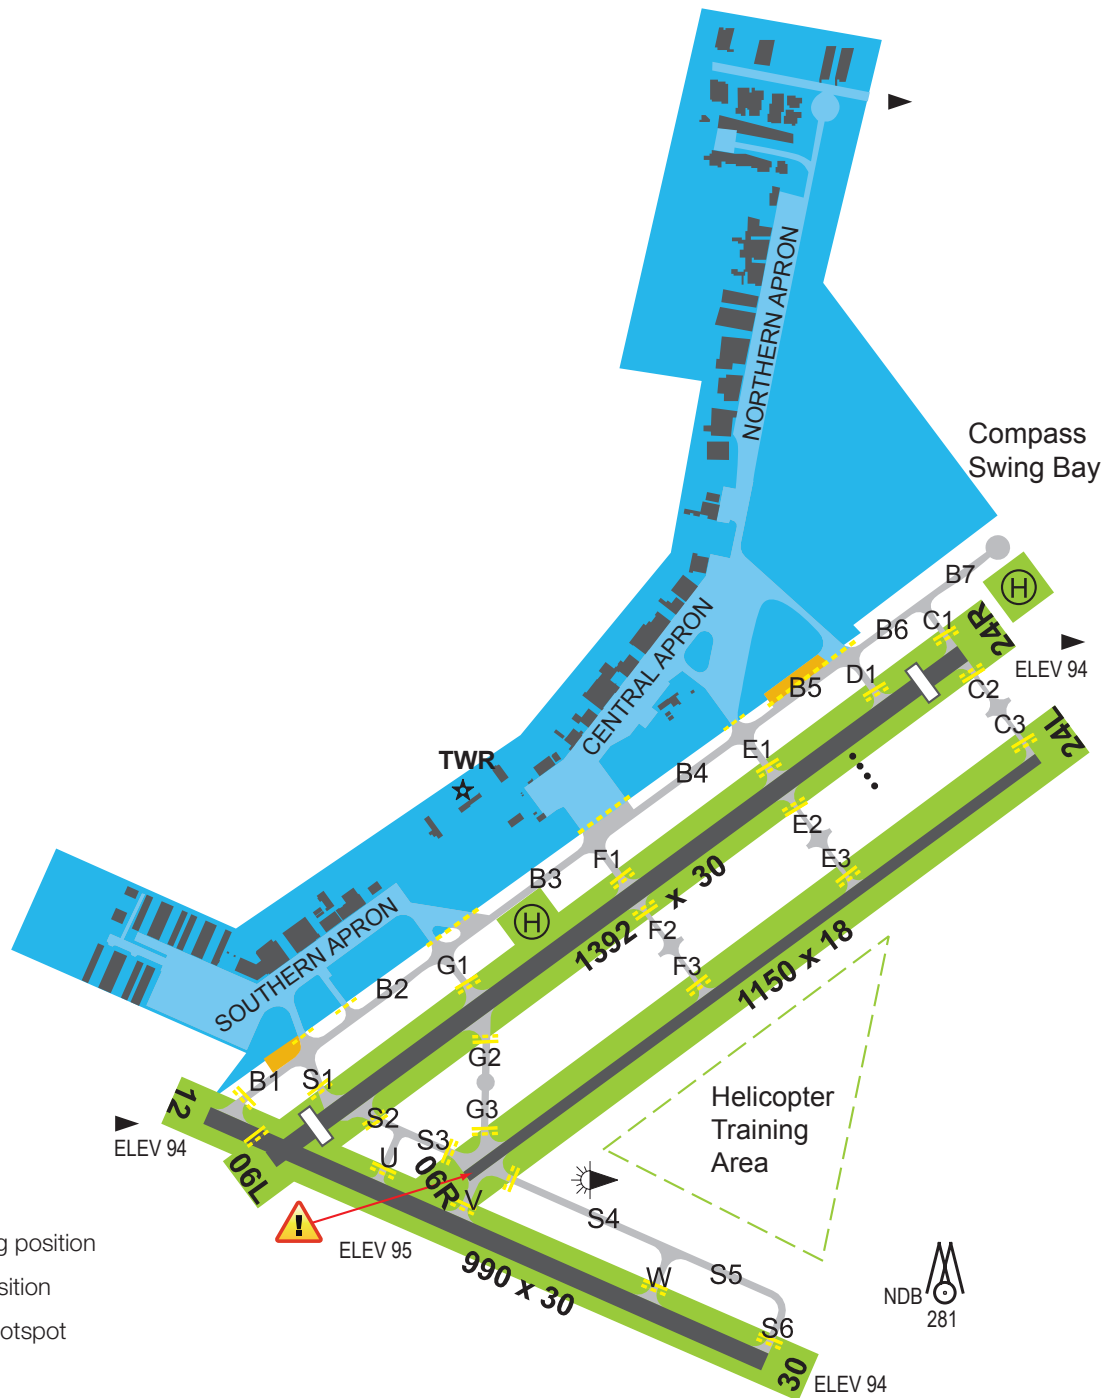 NORTHERN APRON
Compass
Swing Bay
B7
H
C1
24R
B6
ELEV 94
D1
B5
C2
C3
24L
CENTRAL APRON
E1
B4
TWR
E2
E3
F1
B3
H
1392 x 30
F2
F3
1150 x 18
SOUTHERN APRON
G1
B2
G2
B1
S1
12
ELEV 94
G3
S2
S3
U
06L
06R
V
Helicopter
Training
Area
S4
!
ELEV 95
g position
sition
otspot
990 x 30
W
S5
NDB
281
S6
30
ELEV 94